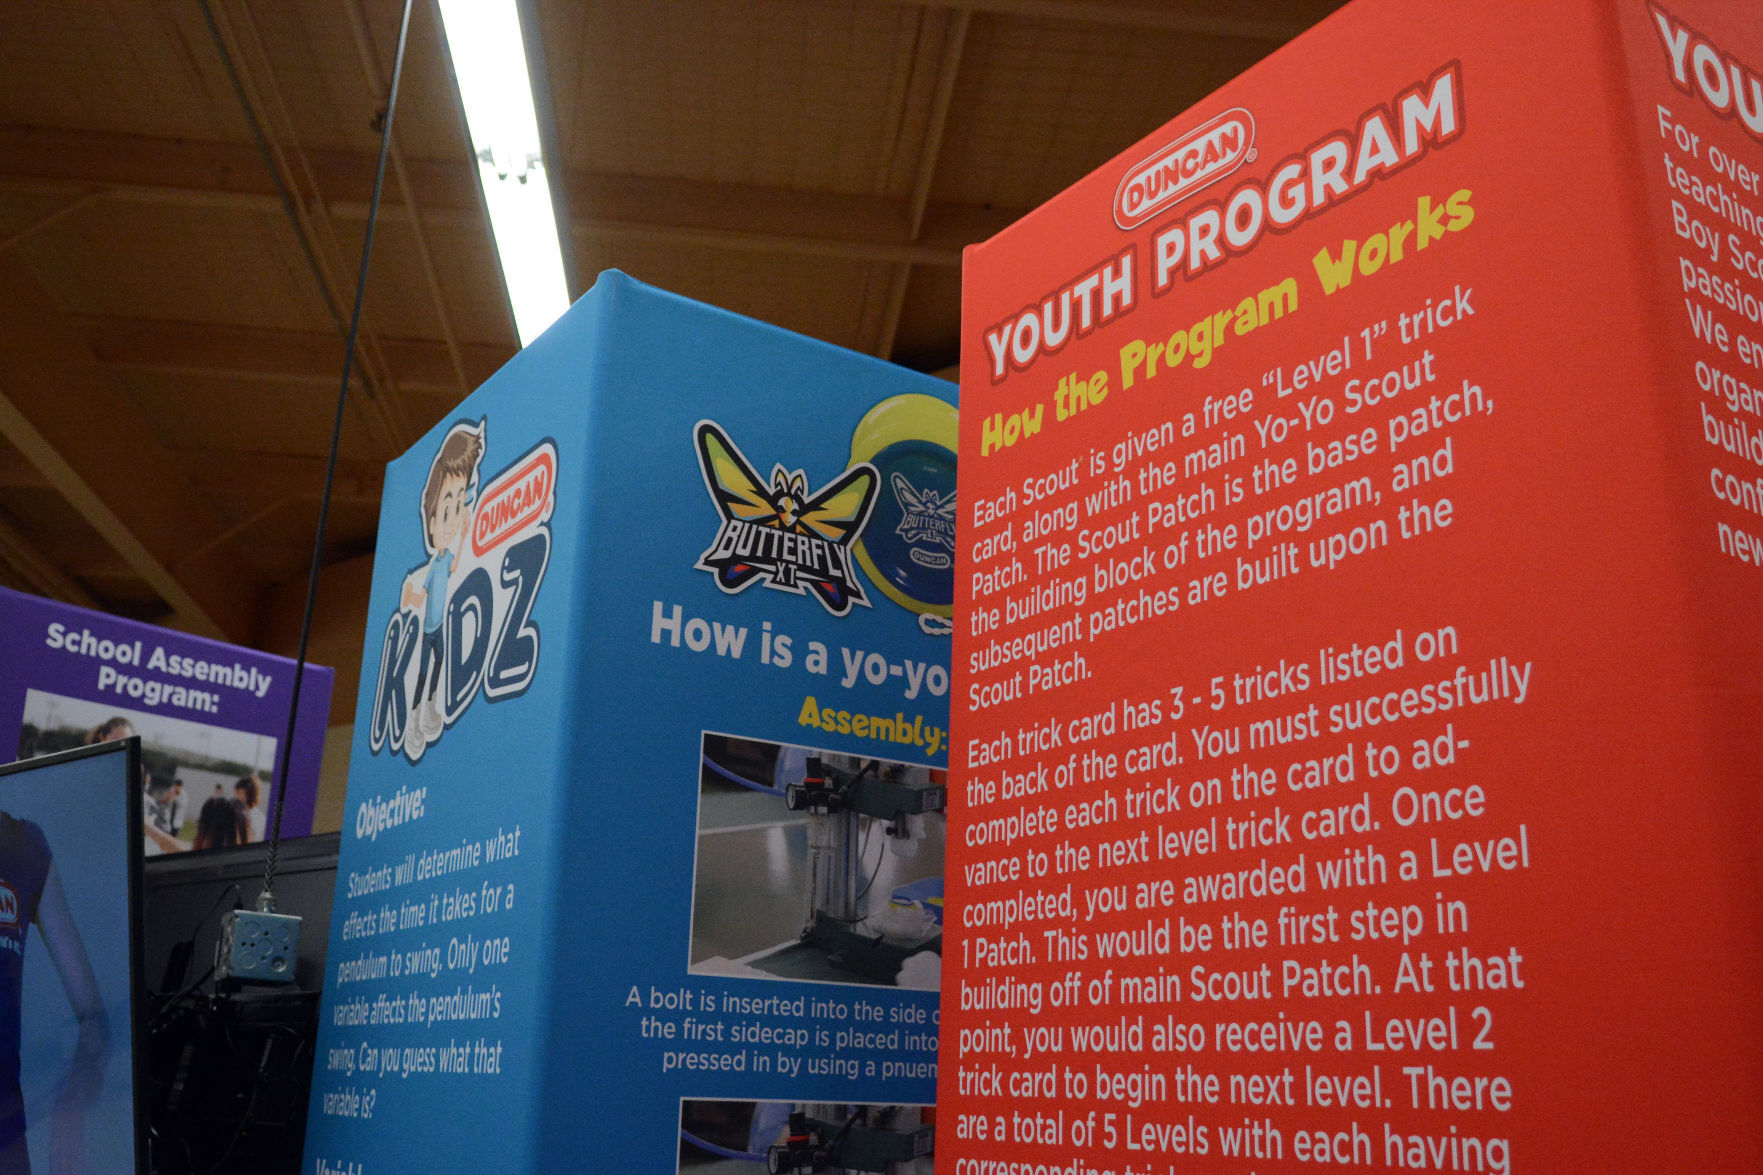 School Assembly
Program:
DUNCAN
KIDZ
Objective:
Students will determine what
effects the time it takes for a
pendulum to swing. Only one
variable affects the pendulum's
swing. Can you guess what that
variable is?
BUTTERFLY
XT
BUTTERFLY
XT
DUNCAN
How is a yo-yo
Assembly:
A bolt is inserted into the side
the first sidecap is placed into
pressed in by using a
DUNCAN
YOUTH PROGRAM
How the Program Works
Each Scout is given a free “Level 1” trick
card, along with the main Yo-Yo Scout
Patch. The Scout Patch is the base patch,
the building block of the program, and
subsequent patches are built upon the
Scout Patch.
Each trick card has 3 - 5 tricks listed on
the back of the card. You must successfully
complete each trick on the card to ad-
vance to the next level trick card. Once
completed, you are awarded with a Level
1 Patch. This would be the first step in
building off of main Scout Patch. At that
point, you would also receive a Level 2
trick card to begin the next level. There
are a total of 5 Levels with each having
corresponding
YOU
For over
teaching
Boy
We
new